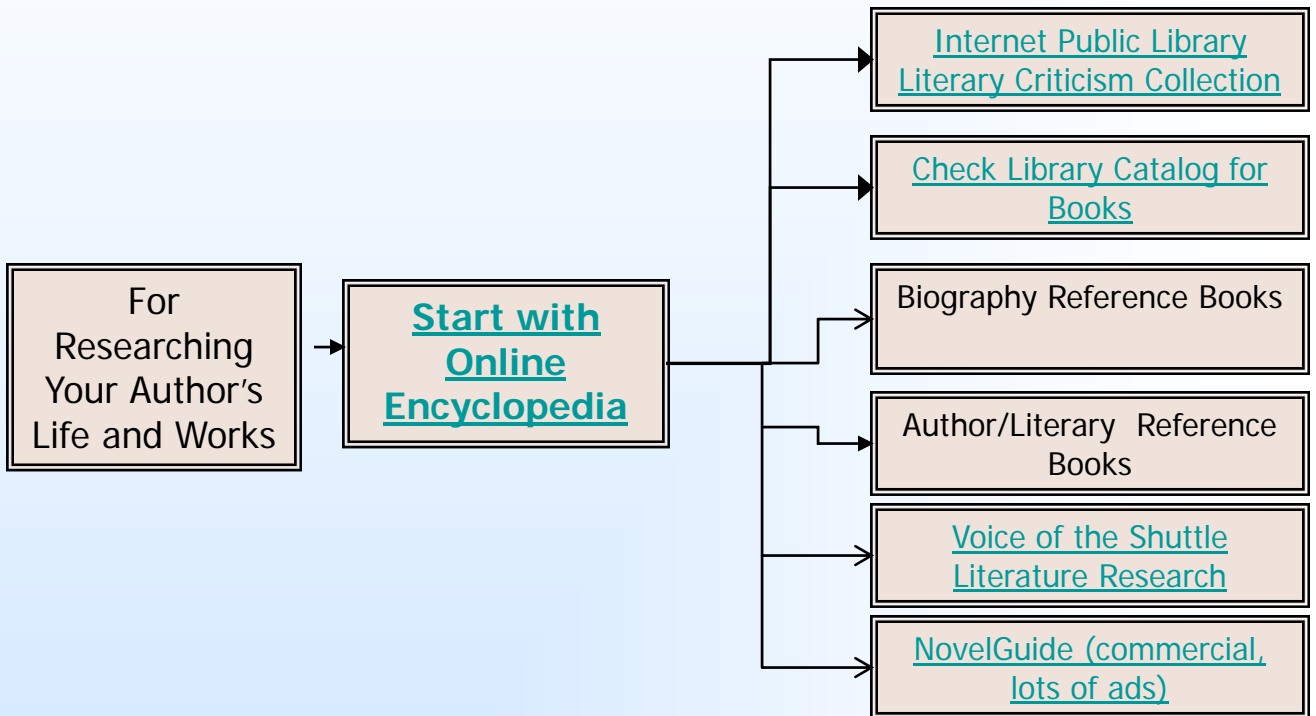 For
Researching
Your Author's
Life and Works
Start with
Online
Encyclopedia
Internet Public Library
Literary Criticism Collection
Check Library Catalog for
Books
Biography Reference Books
Author/Literary Reference
Books
Voice of the Shuttle
Literature Research
NovelGuide (commercial,
lots of ads)